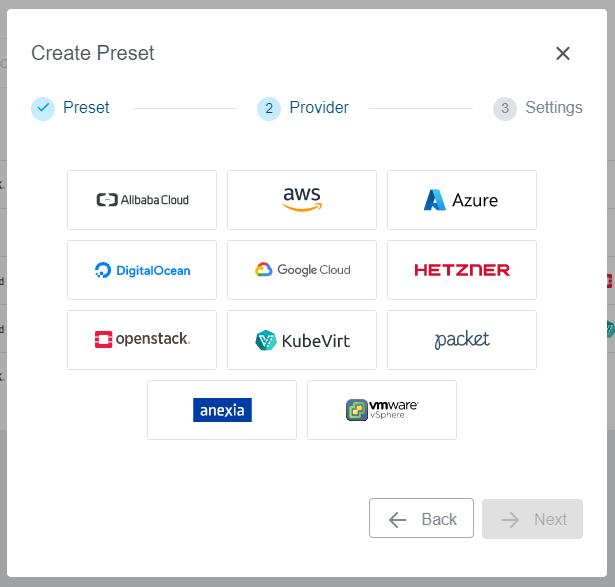 Create Preset
Preset
2 Provider
3 Settings
Alibaba Cloud
aws
Azure
DigitalOcean
Google Cloud
HETZNER
openstack.
KubeVirt
packet
anexia
vmware
vSphere
Back
Next